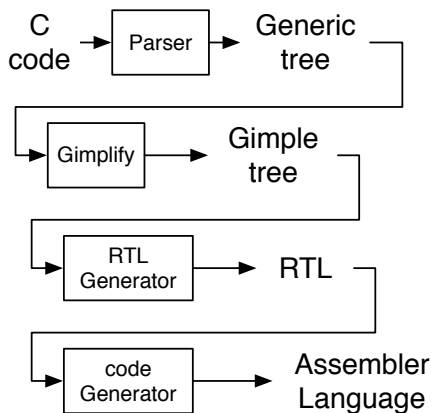 C
code
Parser
Generic
tree
Gimplify
Gimple
tree
RTL
Generator
RTL
code
Generator
Assembler
Language